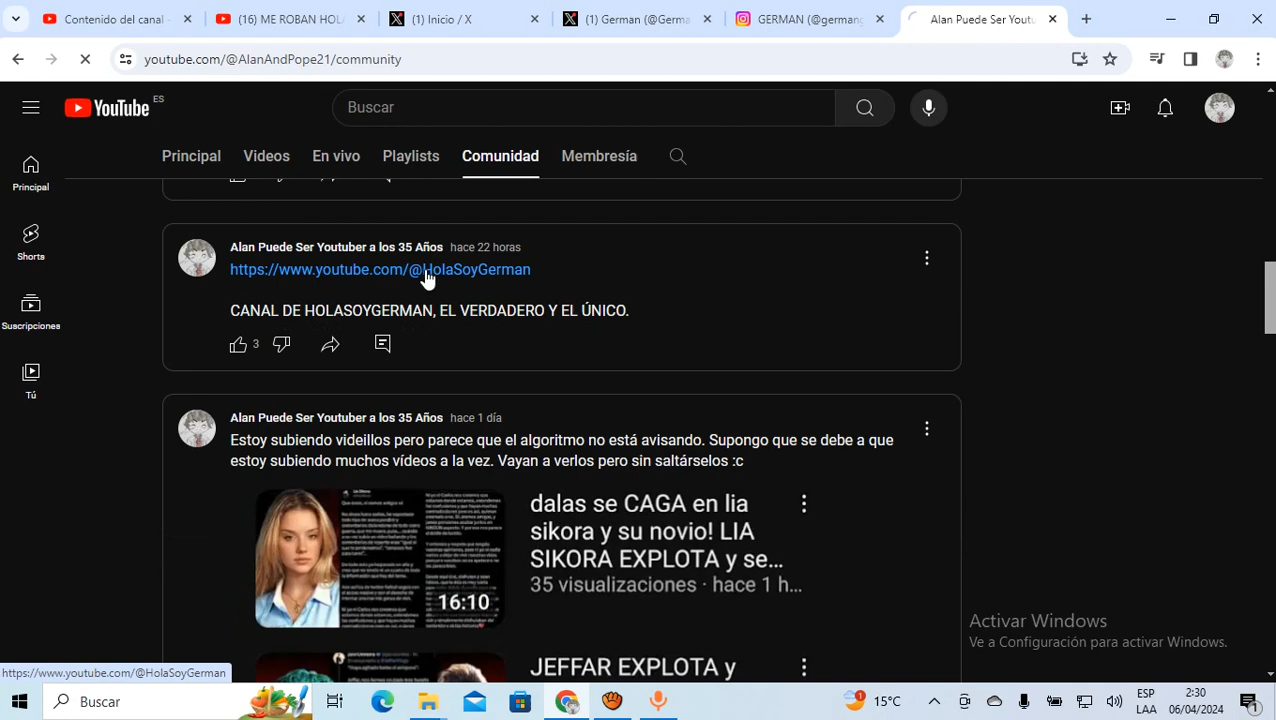 Contenido del canal -
(16) ME ROBAN HOLA
(1) Inicio / X
(1) German (@Germa
GERMAN (@germang
Alan Puede Ser Youtu
youtube.com/@AlanAndPope21/community
YouTube ES
Buscar
Principal Videos En vivo Playlists Comunidad Membresía
Principal
Shorts
Suscripciones
Tú
Alan Puede Ser Youtuber a los 35 Años hace 22 horas
https://www.youtube.com/@HolaSoyGerman
CANAL DE HOLASOYGERMAN, EL VERDADERO Y EL ÚNICO.
3
Alan Puede Ser Youtuber a los 35 Años hace 1 día
Estoy subiendo videillos pero parece que el algoritmo no está avisando. Supongo que se debe a que
estoy subiendo muchos vídeos a la vez. Vayan a verlos pero sin saltárselos :c
dalas se CAGA en lia
sikora y su novio! LIA
SIKORA EXPLOTA y se...
35 visualizaciones · hace 1 h...
16:10
JEFFAR EXPLOTA y
Activar Windows
Ve a Configuración para activar Windows.
https://www.youtube.com/@HolaSoyGerman
Buscar
15°C
ESP
LAA
2:30
06/04/2024
1